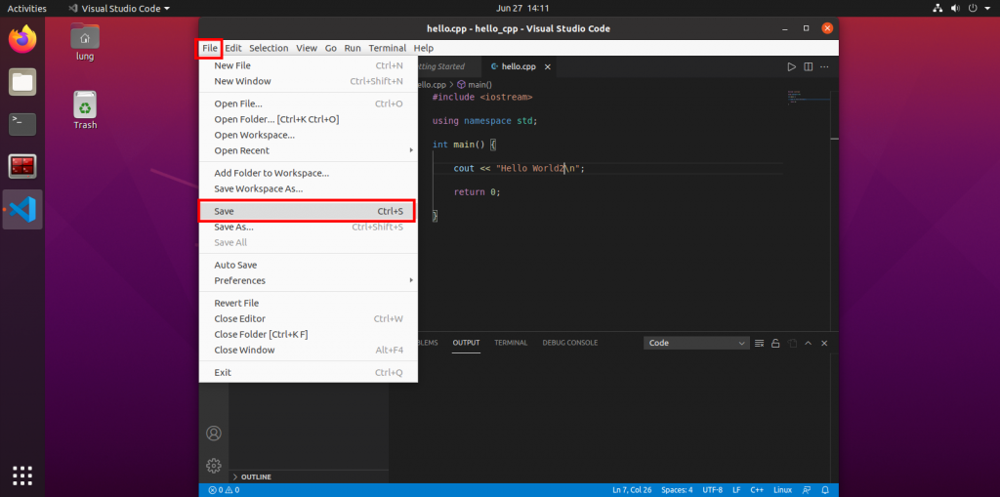 Activities Visual Studio Code Jun 27 14:11
lung
Trash
hello.cpp - hello_cpp - Visual Studio Code
File Edit Selection View Go Run Terminal Help
New File Ctrl+N
New Window Ctrl+Shift+N
Open File... Ctrl+O
Open Folder... [Ctrl+K Ctrl+O]
Open Workspace...
Open Recent
Add Folder to Workspace...
Save Workspace As...
Save Ctrl+S
Save As... Ctrl+Shift+S
Save All
Auto Save
Preferences
Revert File
Close Editor Ctrl+W
Close Folder [Ctrl+K F]
Close Window Alt+F4
Exit Ctrl+Q
etting Started hello.cpp
ello.cpp > main()
#include <iostream>
using namespace std;
int main() {
cout << "Hello World2\n";
return 0;
}
BLEMS OUTPUT TERMINAL DEBUG CONSOLE Code
OUTLINE
0 0 Ln 7, Col 26 Spaces: 4 UTF-8 LF C++ Linux